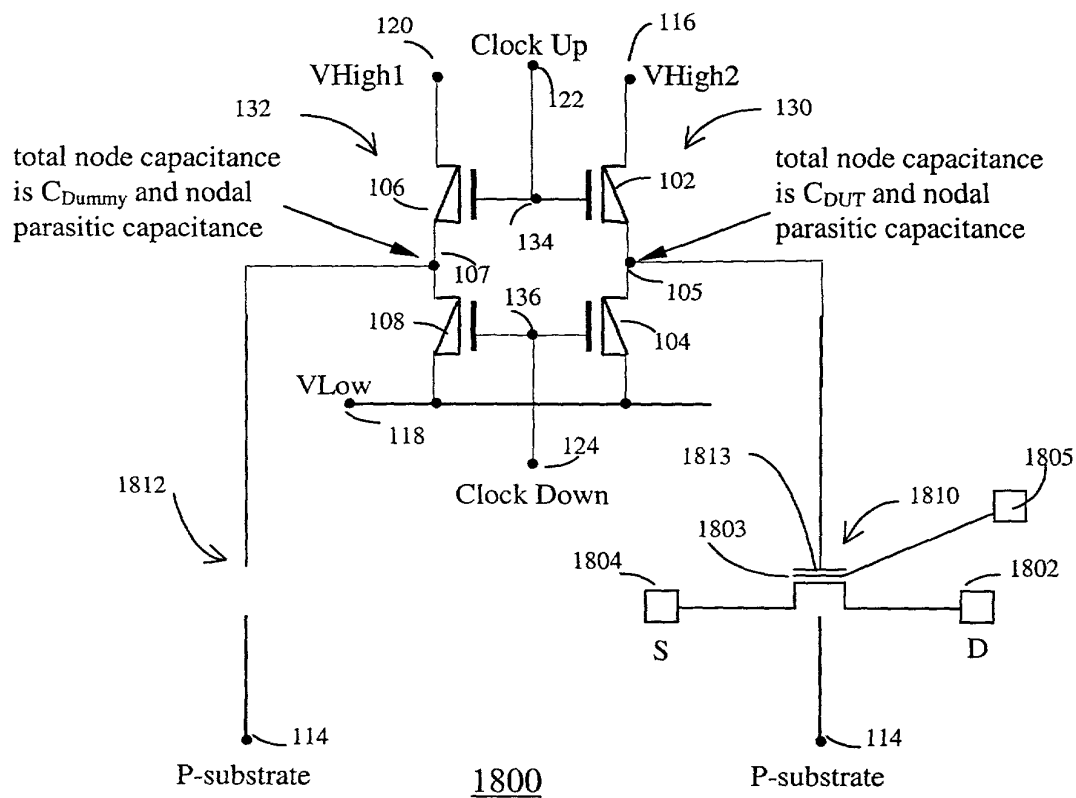 120
Clock Up
116
VHigh1
VHigh2
122
132
130
total node capacitance
is CDummy and nodal
parasitic capacitance
total node capacitance
is CDUT and nodal
parasitic capacitance
106
102
134
107
105
136
108
104
VLow
118
124
Clock Down
1813
1805
1812
1810
1803
1804
1802
S
D
114
114
P-substrate
1800
P-substrate